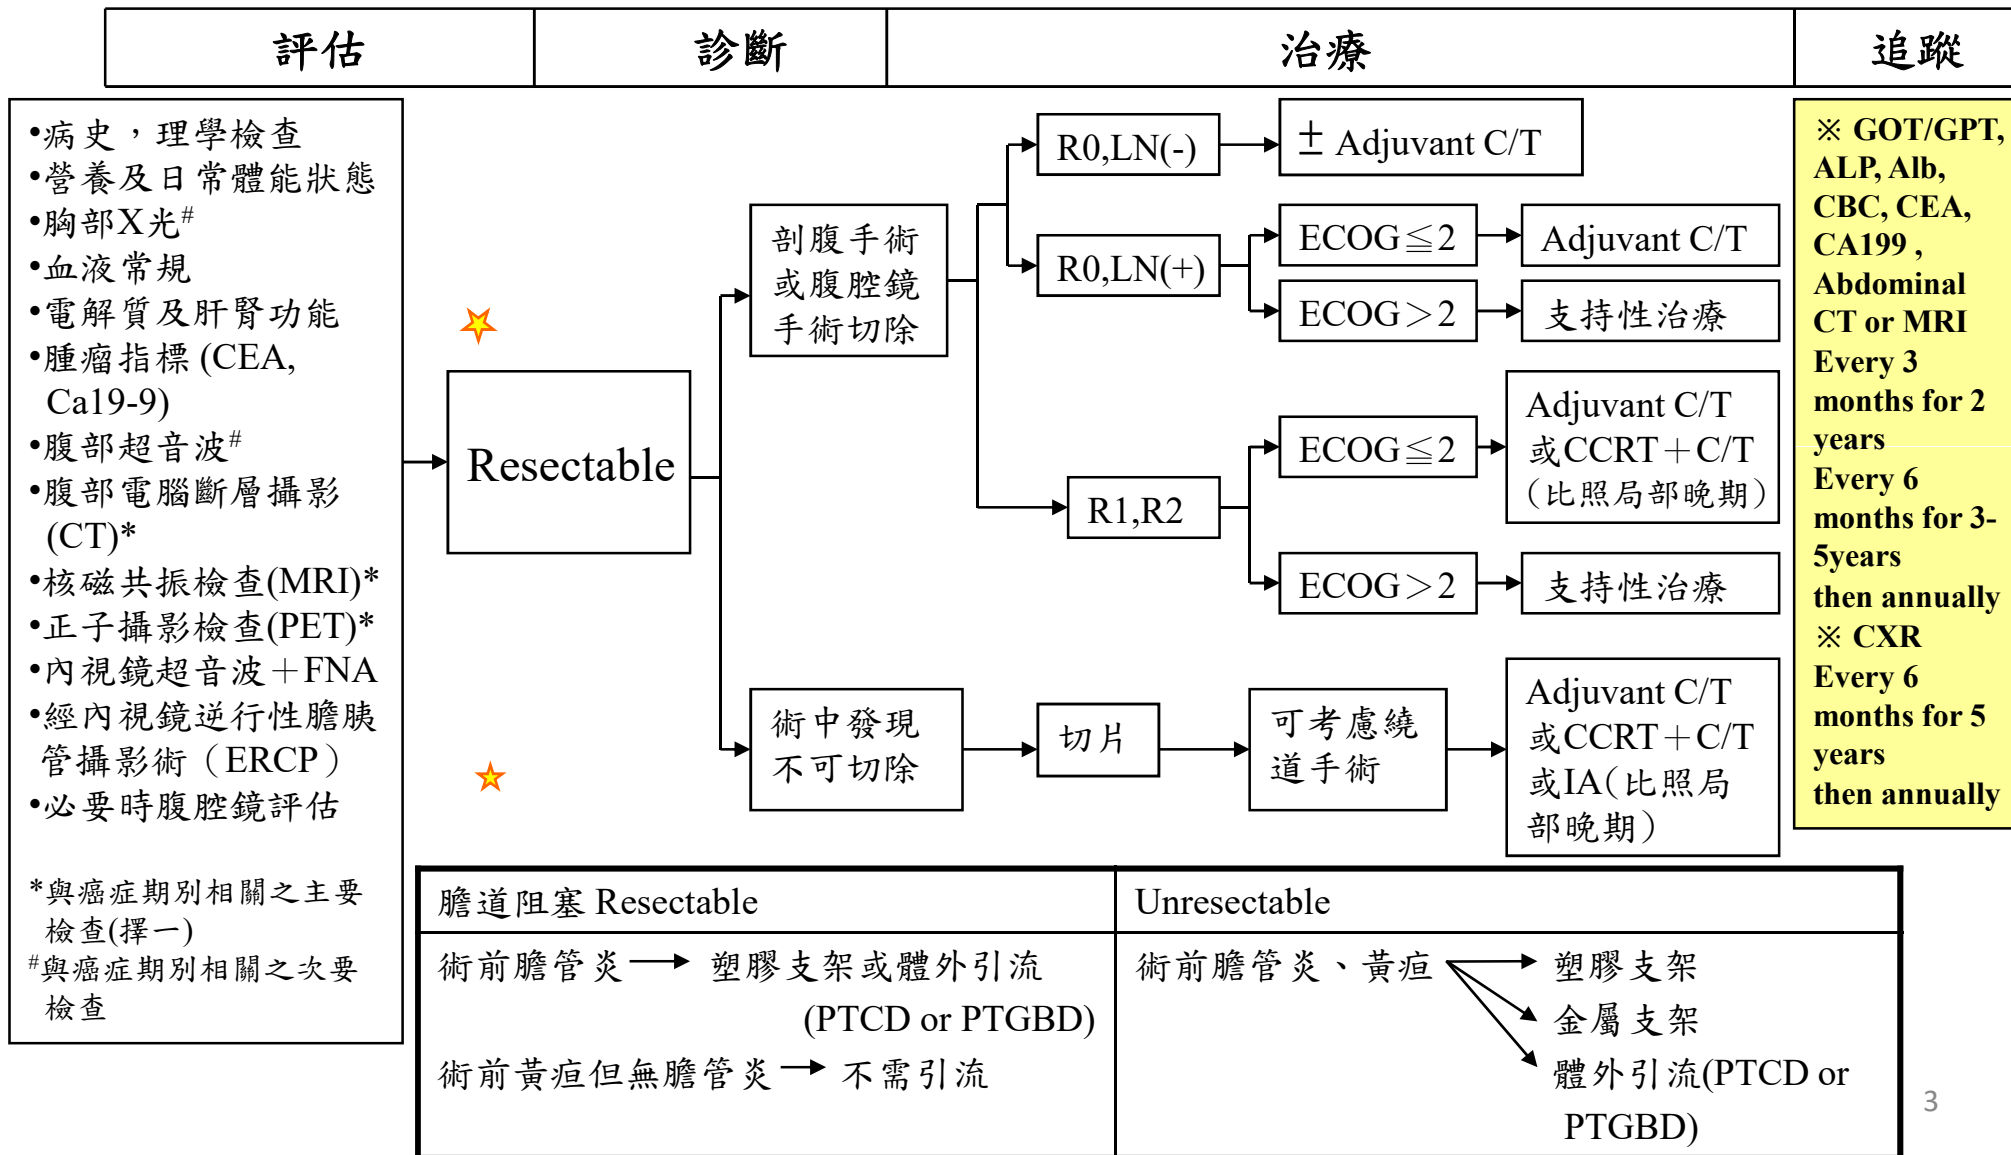 評估
診斷
治療
追蹤
•病史，理學檢查
•營養及日常體能狀態
•胸部X光#
•血液常規
•電解質及肝腎功能
•腫瘤指標 (CEA,
Ca19-9)
•腹部超音波#
•腹部電腦斷層攝影
(CT)*
•核磁共振檢查(MRI)*
•正子攝影檢查(PET)*
•內視鏡超音波＋FNA
•經內視鏡逆行性膽胰
管攝影術（ERCP）
•必要時腹腔鏡評估
*與癌症期別相關之主要
檢查(擇一)
#與癌症期別相關之次要
檢查
Resectable
剖腹手術
或腹腔鏡
手術切除
R0,LN(-)
± Adjuvant C/T
R0,LN(+)
ECOG≦2
Adjuvant C/T
ECOG＞2
支持性治療
R1,R2
ECOG≦2
Adjuvant C/T
或CCRT＋C/T
(比照局部晚期)
ECOG＞2
支持性治療
術中發現
不可切除
切片
可考慮繞
道手術
Adjuvant C/T
或CCRT＋C/T
或IA(比照局
部晚期)
※ GOT/GPT,
ALP, Alb,
CBC, CEA,
CA199 ,
Abdominal
CT or MRI
Every 3
months for 2
years
Every 6
months for 3-
5years
then annually
※ CXR
Every 6
months for 5
years
then annually
膽道阻塞 Resectable
Unresectable
術前膽管炎 → 塑膠支架或體外引流
(PTCD or PTGBD)
術前黃疸但無膽管炎 → 不需引流
術前膽管炎、黃疸
塑膠支架
金屬支架
體外引流(PTCD or
PTGBD)
3